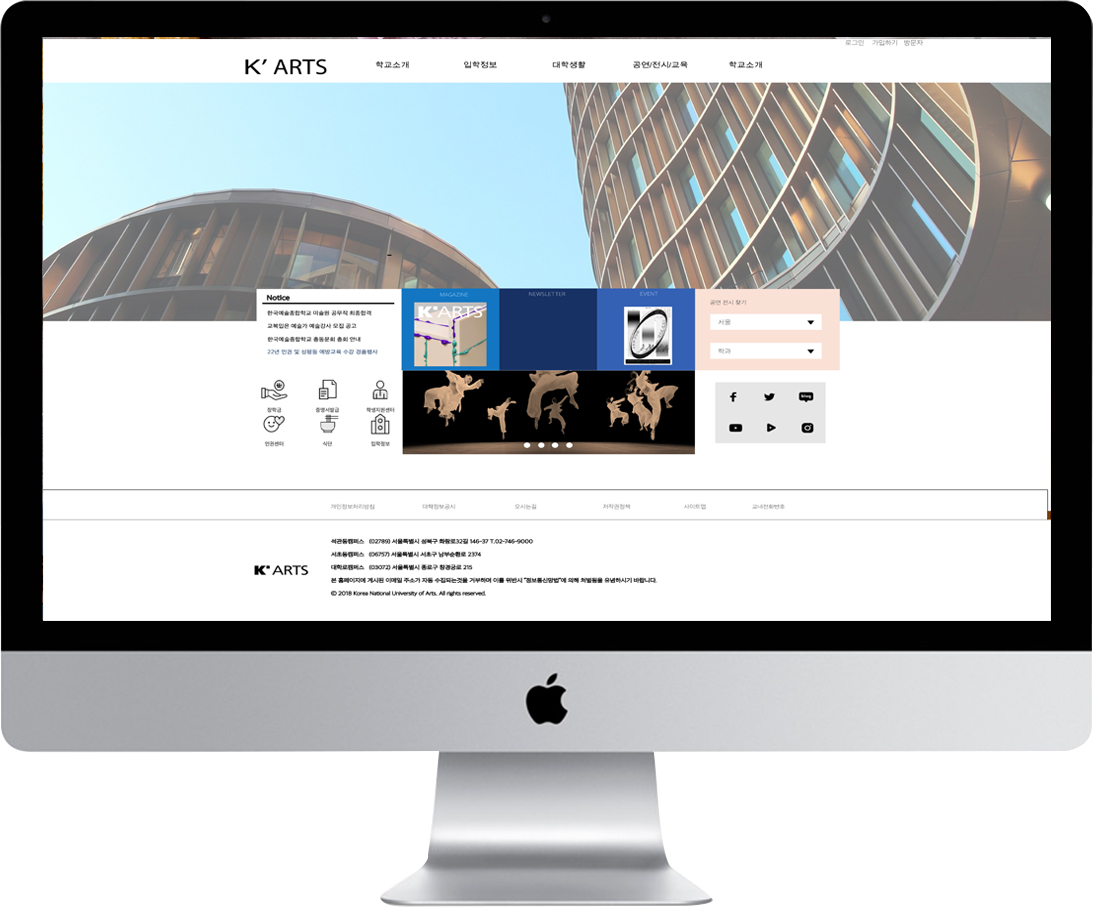 로그인 가입하기 방문자
K' ARTS 학교소개 입학정보 대학생활 공연/전시/교육 학교소개
Notice
한국예술종합학교 미술원 공무직 최종합격
교복입은 예술가 예술강사 모집 공고
한국예술종합학교 총동문회 총회 안내
22년 인권 및 성평등 예방교육 수강 경품행사
MAGAZINE
K'ARTS
NEWSLETTER
EVENT
공연 전시 찾기
서울
학과
장학금 증명서발급 학생지원센터
인권센터 식단 입학정보
blog
개인정보처리방침 대학정보공시 오시는길 저작권정책 사이트맵 교내전화번호
K' ARTS
석관동캠퍼스 (02789) 서울특별시 성북구 화랑로32길 146-37 T.02-746-9000
서초동캠퍼스 (06757) 서울특별시 서초구 남부순환로 2374
대학로캠퍼스 (03072) 서울특별시 종로구 창경궁로 215
본 홈페이지에 게시된 이메일 주소가 자동 수집되는것을 거부하며 이를 위반시 "정보통신망법"에 의해 처벌됨을 유념하시기 바랍니다.
© 2018 Korea National University of Arts. All rights reserved.